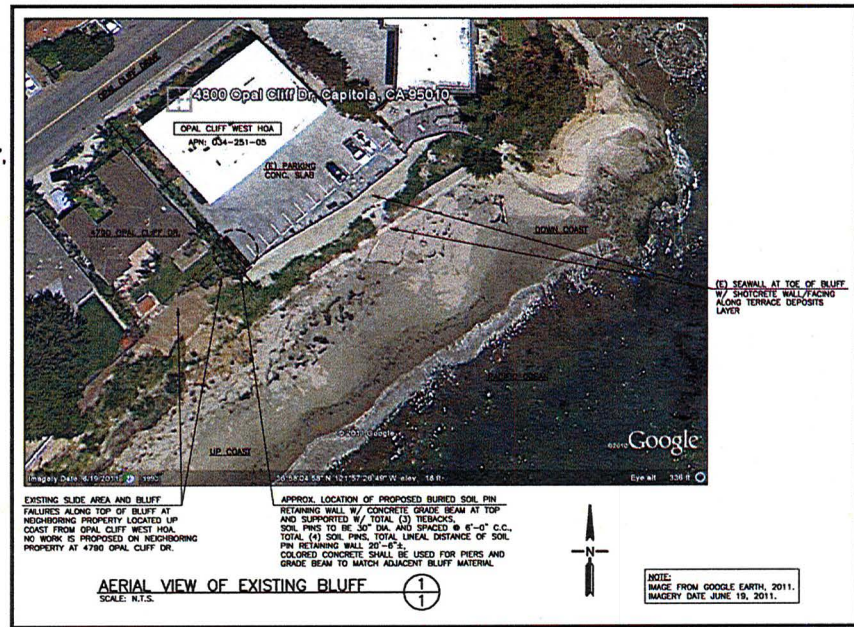 OPAL CLIFF DRIVE
4800 Opal Cliff Dr, Capitola, CA 95010
OPAL CLIFF WEST HOA
APN: 034-251-05
(E) PARKING
CONC. SLAB
4790 OPAL CLIFF DR.
DOWN COAST
(E) SEAWALL AT TOE OF BLUFF
W/ SHOTCRETE WALL/FACING
ALONG TERRACE DEPOSITS
LAYER
PACIFIC OCEAN
UP COAST
Google
Imagery Date: 6/19/2011
1993
elev 18 ft
Eye alt 336 ft
EXISTING SLIDE AREA AND BLUFF
FAILURES ALONG TOP OF BLUFF AT
NEIGHBORING PROPERTY LOCATED UP
COAST FROM OPAL CLIFF WEST HOA.
NO WORK IS PROPOSED ON NEIGHBORING
PROPERTY AT 4790 OPAL CLIFF DR.
APPROX. LOCATION OF PROPOSED BURIED SOIL PIN
RETAINING WALL W/ CONCRETE GRADE BEAM AT TOP
AND SUPPORTED W/ TOTAL (3) TIEBACKS.
SOIL PINS TO BE 30" DIA. AND SPACED @ 6'-0" C.C.,
TOTAL (4) SOIL PINS, TOTAL LINEAL DISTANCE OF SOIL
PIN RETAINING WALL 20'-6"±.
COLORED CONCRETE SHALL BE USED FOR PIERS AND
GRADE BEAM TO MATCH ADJACENT BLUFF MATERIAL
N
AERIAL VIEW OF EXISTING BLUFF
SCALE: N.T.S.
1
1
NOTE:
IMAGE FROM GOOGLE EARTH, 2011.
IMAGERY DATE JUNE 19, 2011.